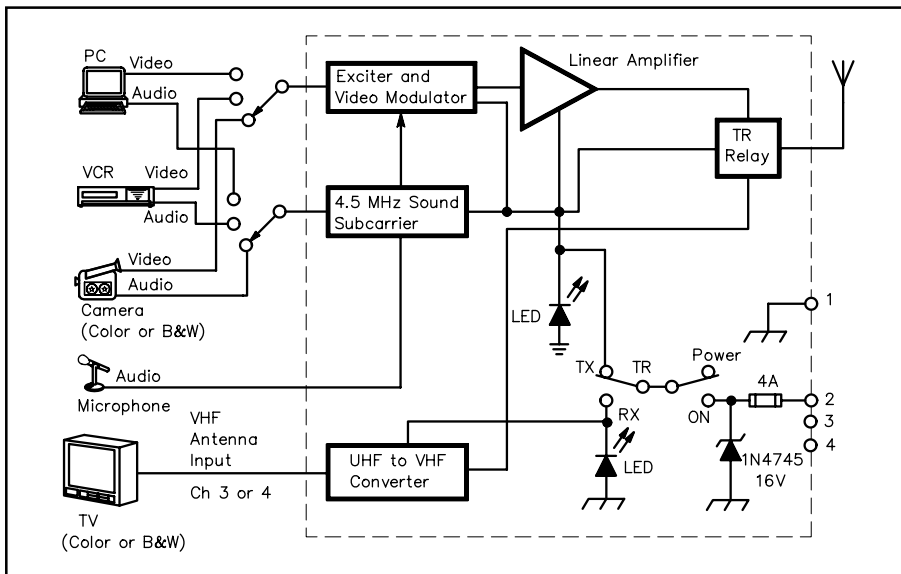 PC
Video
Audio
VCR
Video
Audio
Video
Audio
Camera
(Color or B&W)
Audio
Microphone
VHF
Antenna
Input
Ch 3 or 4
TV
(Color or B&W)
Exciter and
Video Modulator
Linear Amplifier
TR
Relay
4.5 MHz Sound
Subcarrier
LED
TX
TR
Power
RX
ON
4A
1
2
3
4
1N4745
16V
LED
UHF to VHF
Converter